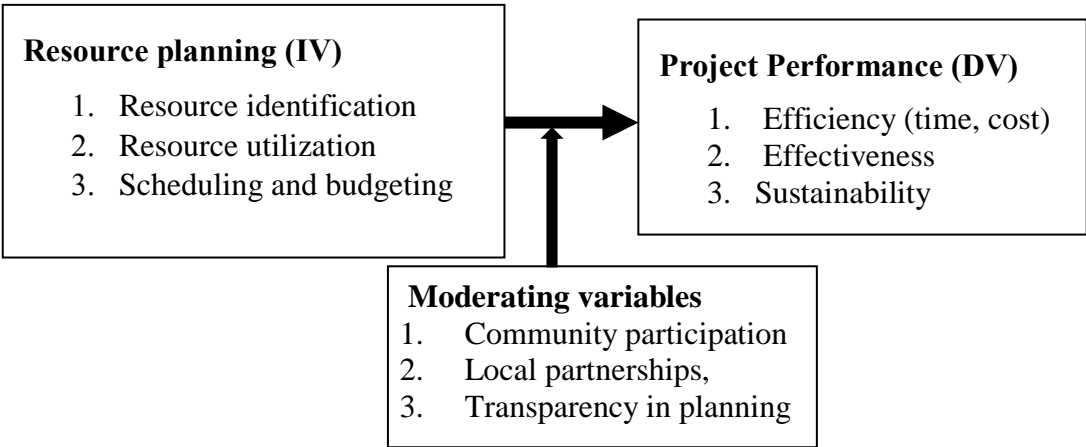 Resource planning (IV)
1. Resource identification
2. Resource utilization
3. Scheduling and budgeting
Project Performance (DV)
1. Efficiency (time, cost)
2. Effectiveness
3. Sustainability
Moderating variables
1. Community participation
2. Local partnerships,
3. Transparency in planning